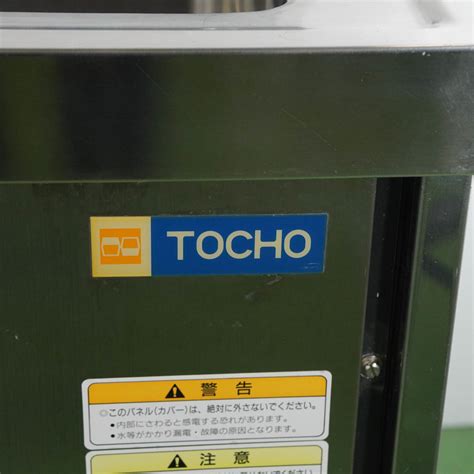 TOCHO
警告
◎このパネル(カバー)は、絶対に外さないでください。
●内部にさわると感電する恐れがあります。
●水等がかかり漏電・故障の原因となります。
注意